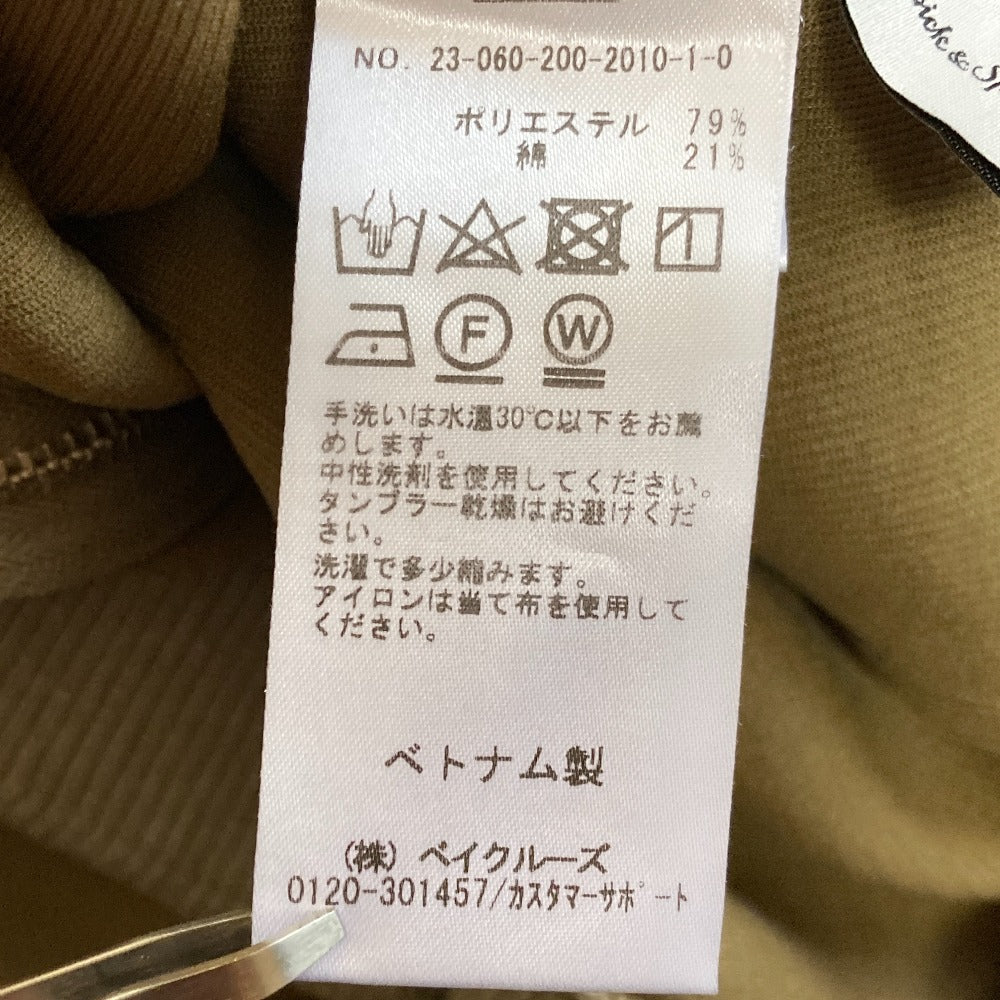 NO. 23-060-200-2010-1-0
ポリエステル 79%
綿 21%
F W
手洗いは水温30℃以下をお薦
めします。
中性洗剤を使用してください。
タンブラー乾燥はお避けくだ
さい。
洗濯で多少縮みます。
アイロンは当て布を使用して
ください。
ベトナム製
(株) ベイクルーズ
0120-301457/カスタマーサポート
ick & S